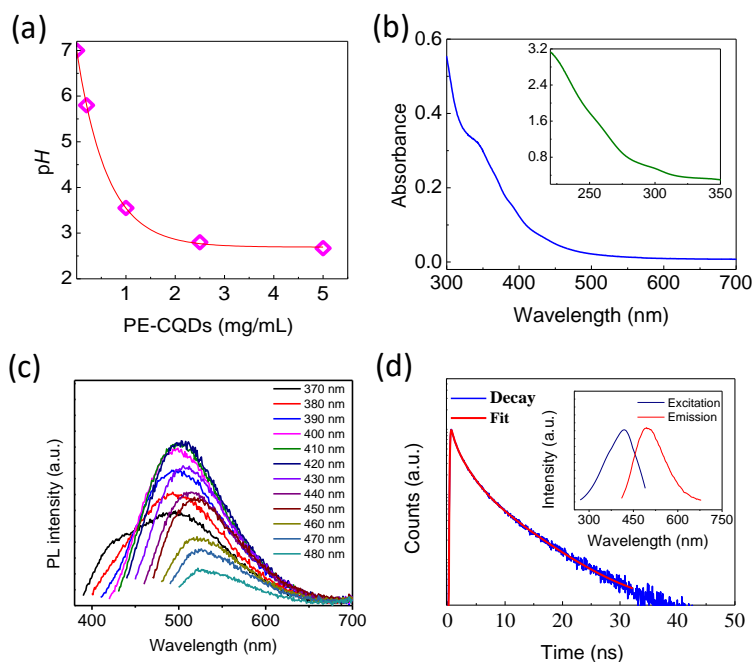 (a)
7
6
5
4
3
2
pH
1 2 3 4 5
PE-CQDs (mg/mL)
(b)
0.6
0.4
0.2
0.0
Absorbance
300 400 500 600 700
Wavelength (nm)
3.2
2.4
1.6
0.8
250 300 350
(c)
PL intensity (a.u.)
400 500 600 700
Wavelength (nm)
370 nm
380 nm
390 nm
400 nm
410 nm
420 nm
430 nm
440 nm
450 nm
460 nm
470 nm
480 nm
(d)
Counts (a.u.)
Decay
Fit
0 10 20 30 40 50
Time (ns)
Intensity (a.u.)
Excitation
Emission
300 450 600 750
Wavelength (nm)